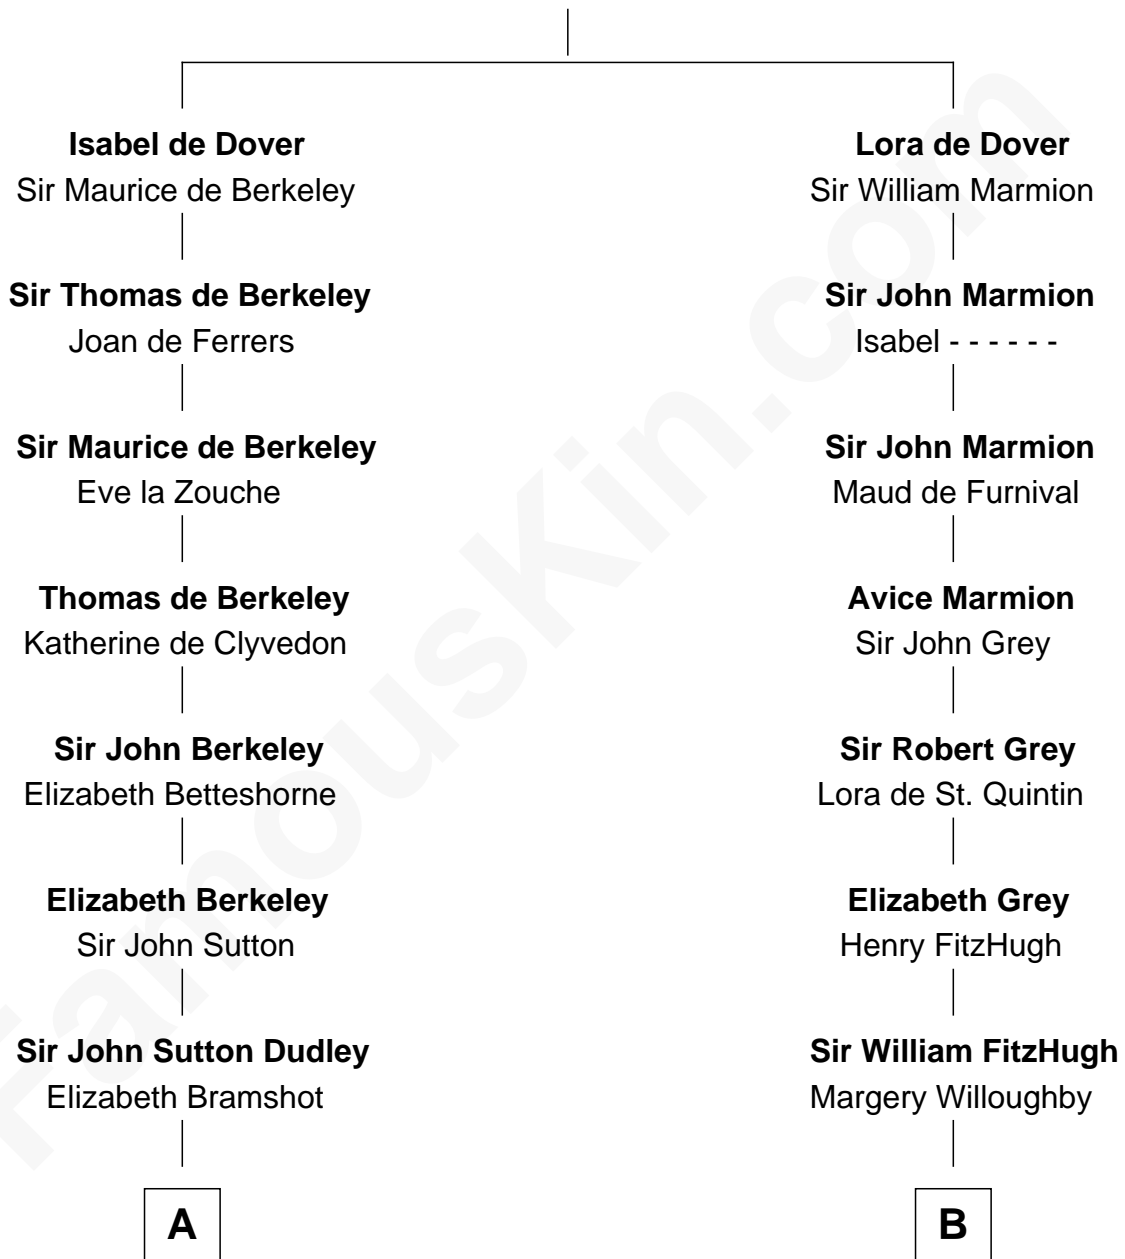 Isabel de Dover
Sir Maurice de Berkeley
Sir Thomas de Berkeley
Joan de Ferrers
Sir Maurice de Berkeley
Eve la Zouche
Thomas de Berkeley
Katherine de Clyvedon
Sir John Berkeley
Elizabeth Betteshorne
Elizabeth Berkeley
Sir John Sutton
Sir John Sutton Dudley
Elizabeth Bramshot
A
Lora de Dover
Sir William Marmion
Sir John Marmion
Isabel - - - - - -
Sir John Marmion
Maud de Furnival
Avice Marmion
Sir John Grey
Sir Robert Grey
Lora de St. Quintin
Elizabeth Grey
Henry FitzHugh
Sir William FitzHugh
Margery Willoughby
B
FamousKin.com